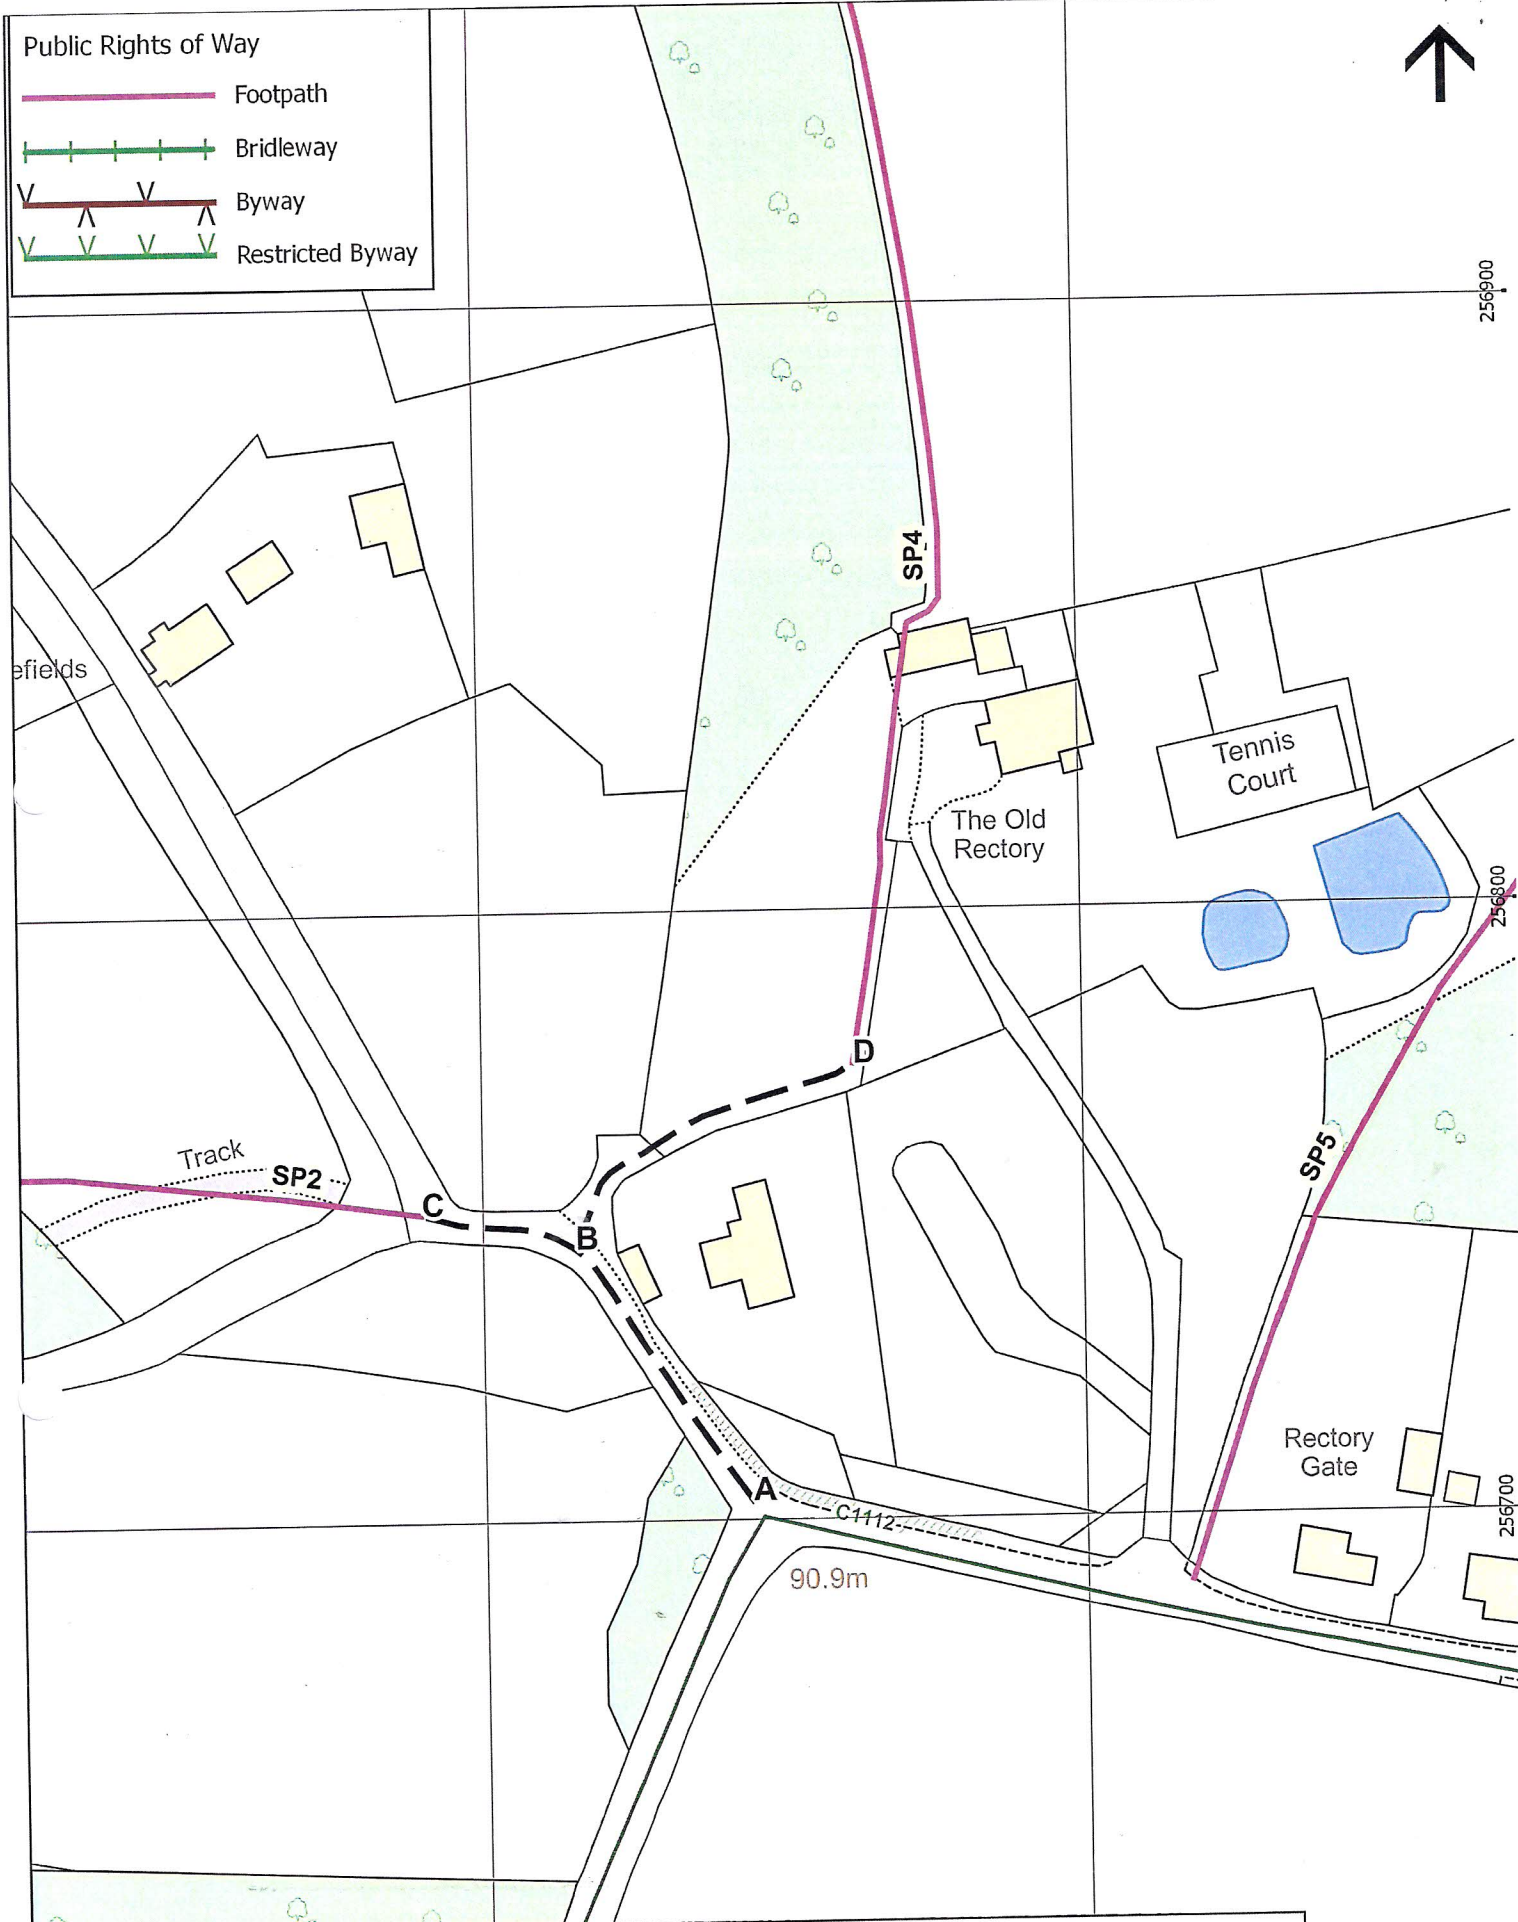 Public Rights of Way
Footpath
Bridleway
Byway
Restricted Byway
256900
SP4
efields
Tennis
Court
The Old
Rectory
256800
D
Track
SP2
C
B
SP5
Rectory
Gate
A
C1112
256700
90.9m